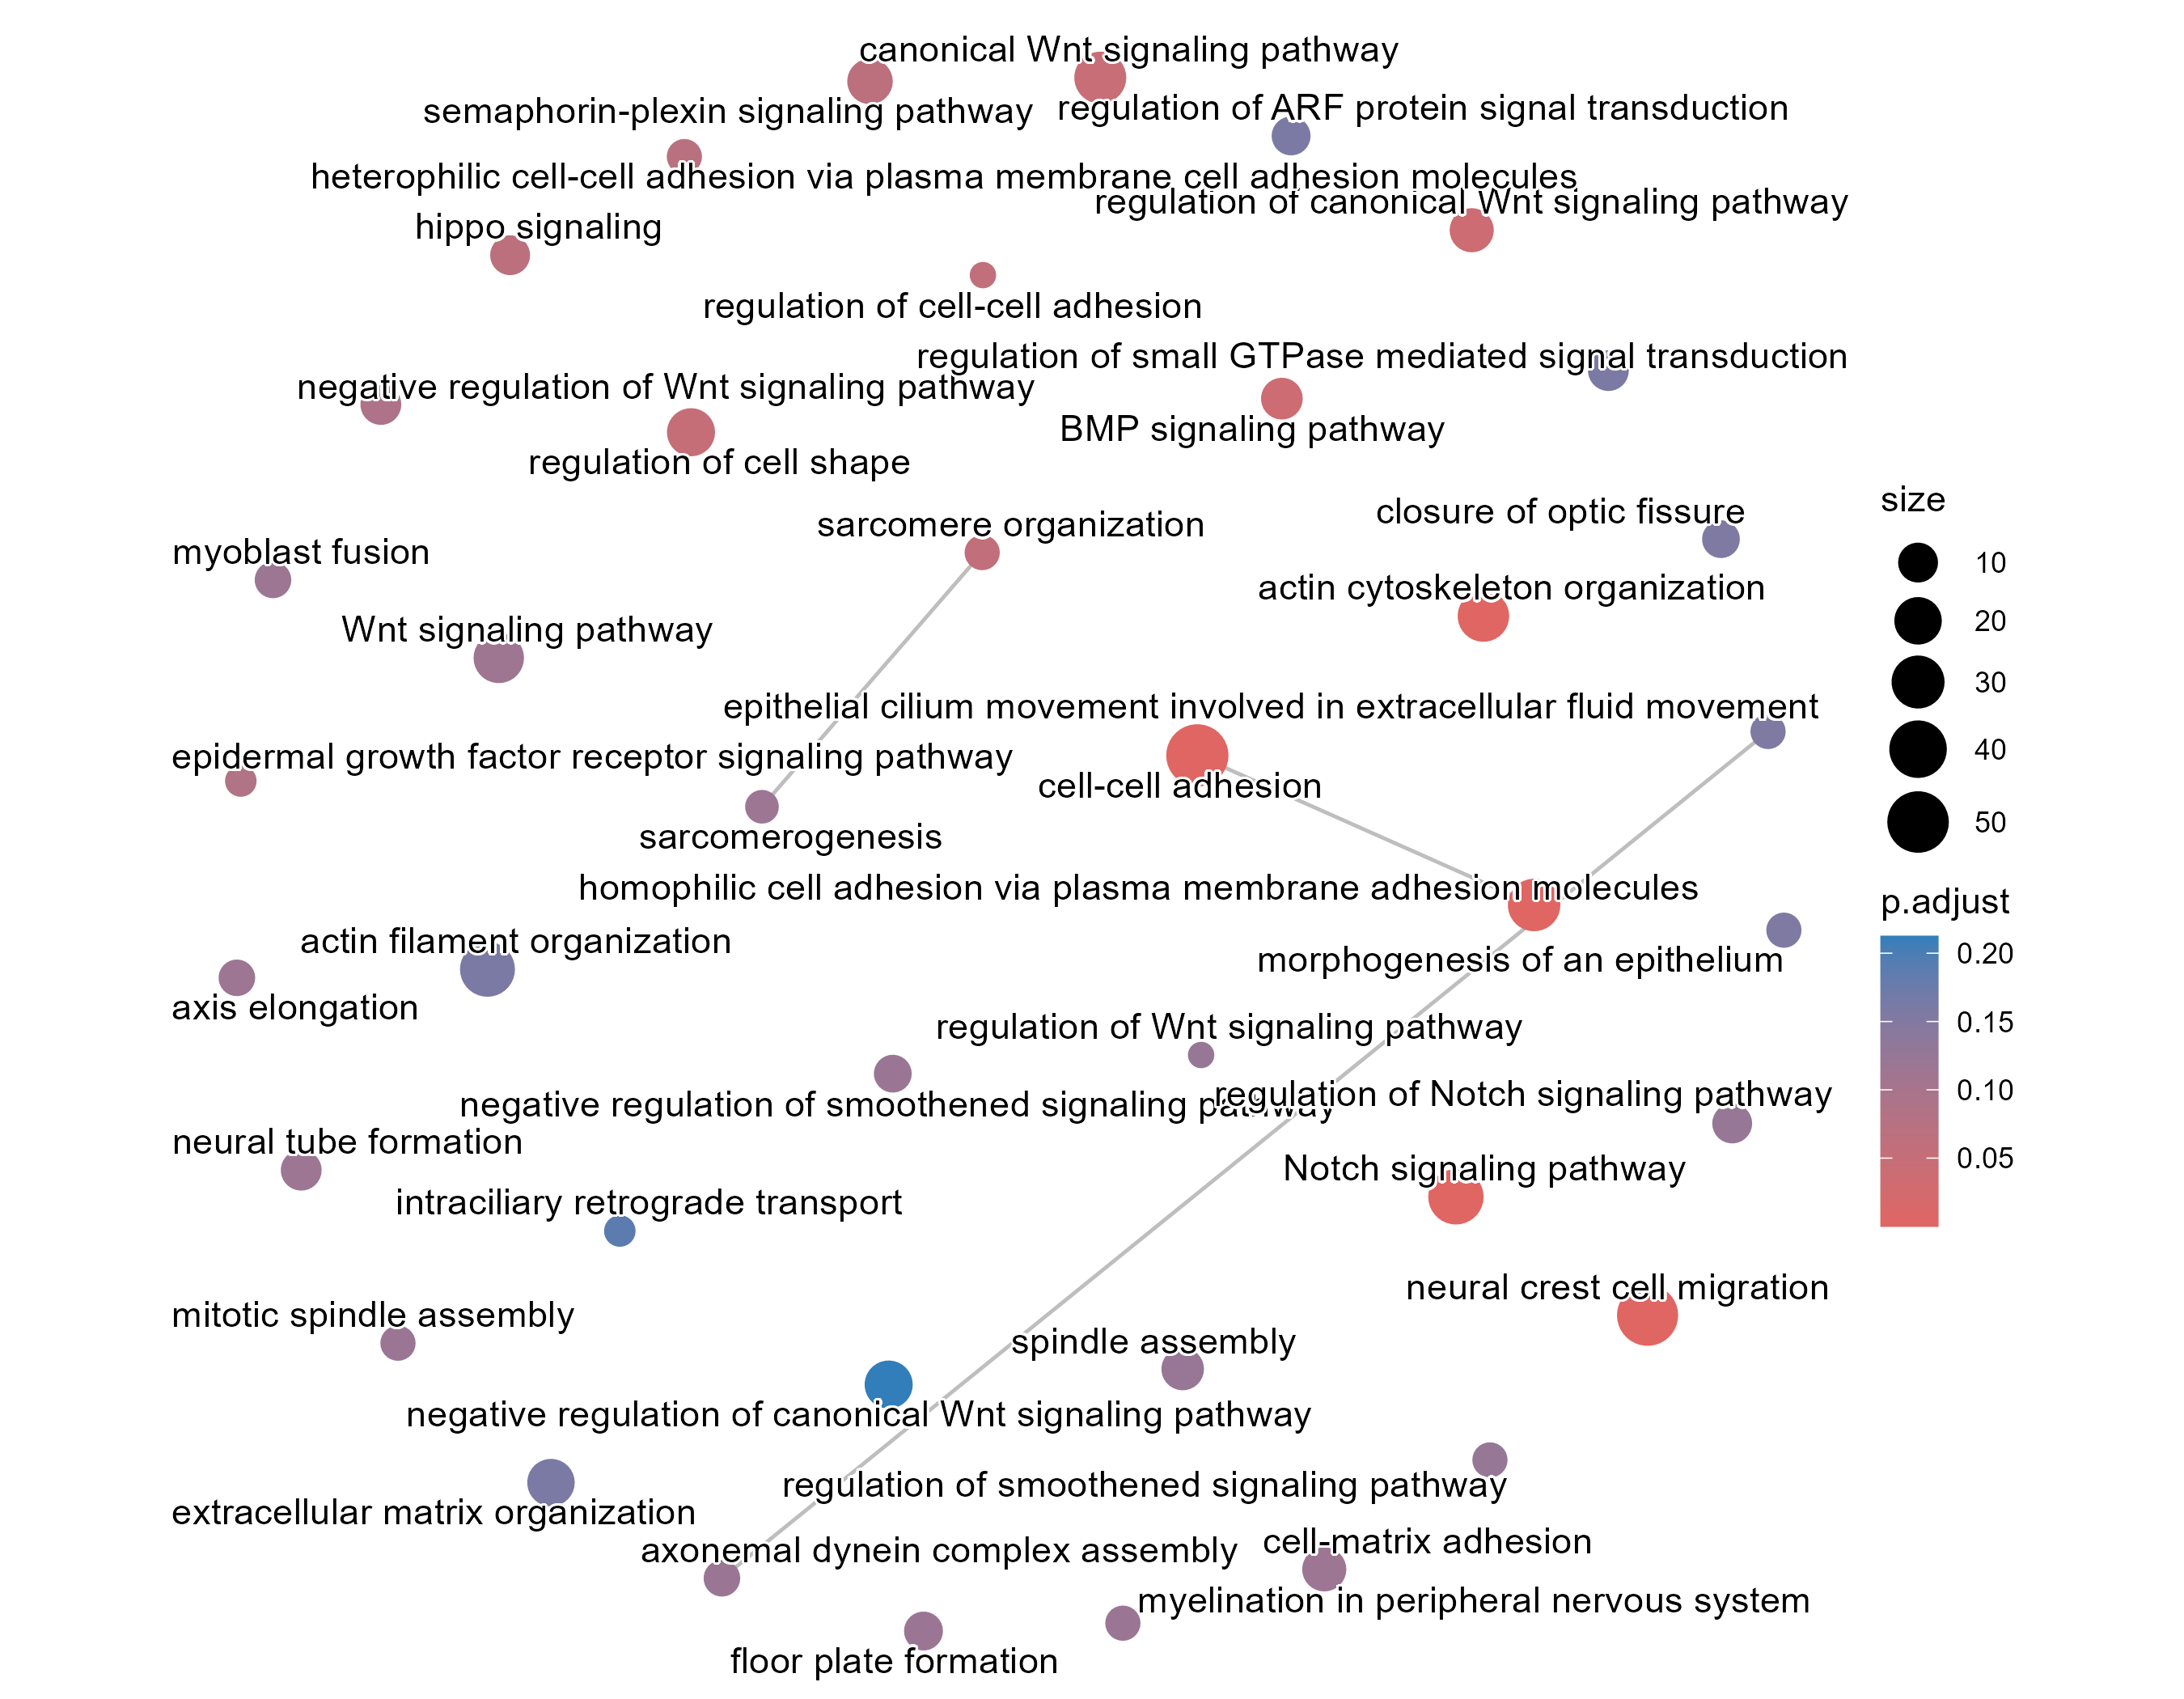 canonical Wnt signaling pathway
semaphorin-plexin signaling pathway
regulation of ARF protein signal transduction
heterophilic cell-cell adhesion via plasma membrane cell adhesion molecules
regulation of canonical Wnt signaling pathway
hippo signaling
regulation of cell-cell adhesion
regulation of small GTPase mediated signal transduction
negative regulation of Wnt signaling pathway
BMP signaling pathway
regulation of cell shape
closure of optic fissure
sarcomere organization
myoblast fusion
actin cytoskeleton organization
Wnt signaling pathway
epithelial cilium movement involved in extracellular fluid movement
epidermal growth factor receptor signaling pathway
cell-cell adhesion
sarcomerogenesis
homophilic cell adhesion via plasma membrane adhesion molecules
actin filament organization
morphogenesis of an epithelium
axis elongation
regulation of Wnt signaling pathway
regulation of Notch signaling pathway
negative regulation of smoothened signaling pathway
neural tube formation
Notch signaling pathway
intraciliary retrograde transport
neural crest cell migration
mitotic spindle assembly
spindle assembly
negative regulation of canonical Wnt signaling pathway
regulation of smoothened signaling pathway
extracellular matrix organization
cell-matrix adhesion
axonemal dynein complex assembly
myelination in peripheral nervous system
floor plate formation
size
10
20
30
40
50
p.adjust
0.20
0.15
0.10
0.05